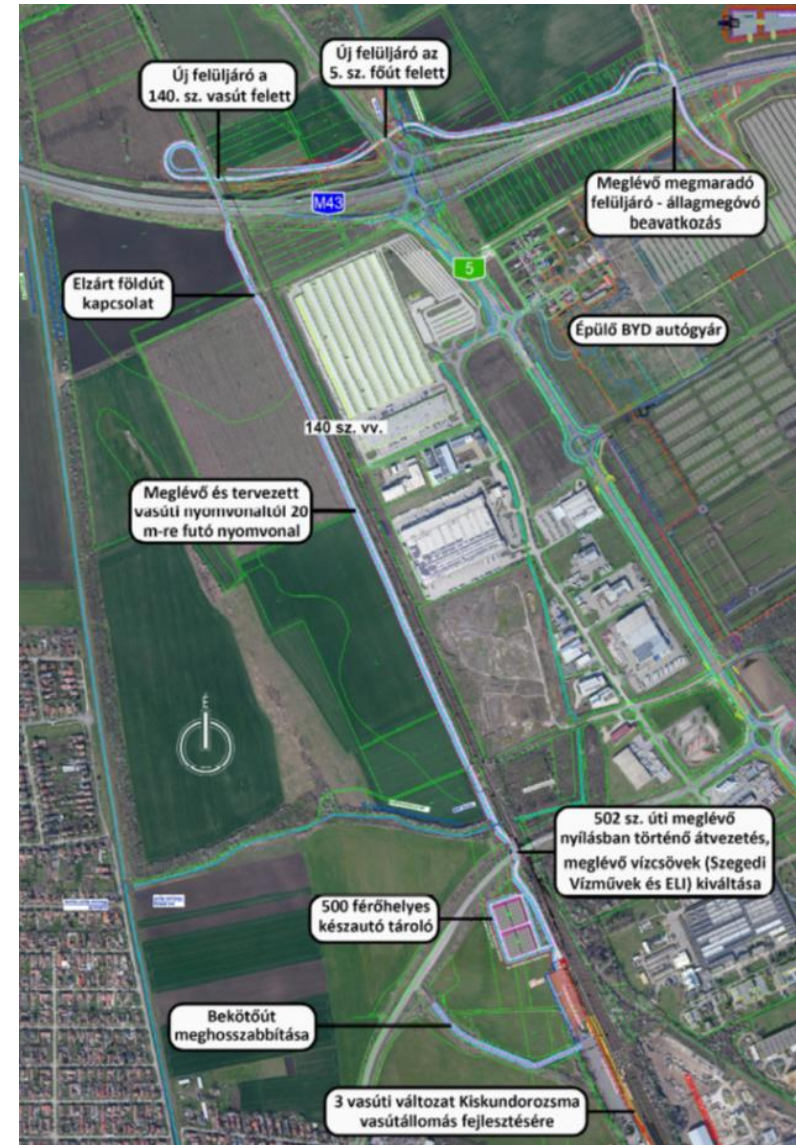 Új felüljáró az
5. sz. főút felett
Új felüljáró a
140. sz. vasút felett
Meglévő megmaradó
felüljáró - állagmegóvó
beavatkozás
M43
5
Elzárt földút
kapcsolat
Épülő BYD autógyár
140 sz. vv.
Meglévő és tervezett
vasúti nyomvonaltól 20
m-re futó nyomvonal
502 sz. úti meglévő
nyílásban történő átvezetés,
meglévő vízcsövek (Szegedi
Vízművek és ELI) kiváltása
500 férőhelyes
készautó tároló
Bekötőút
meghosszabbítása
3 vasúti változat Kiskundorozsma
vasútállomás fejlesztésére